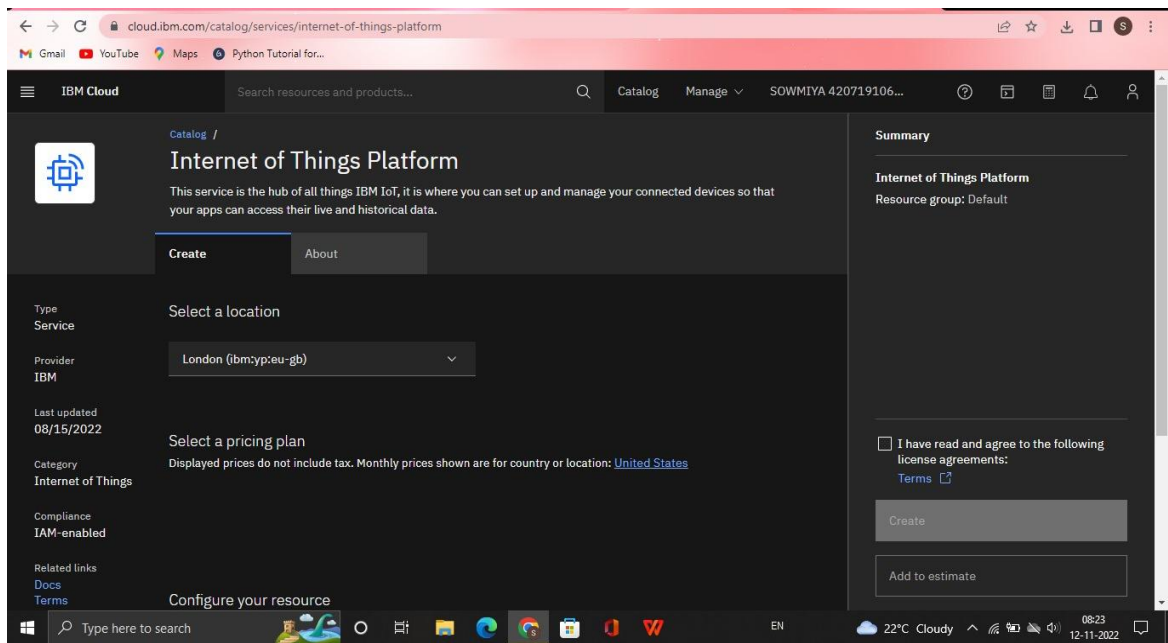 cloud.ibm.com/catalog/services/internet-of-things-platform
S
Gmail YouTube Maps Python Tutorial for...
IBM Cloud
Search resources and products...
Catalog Manage SOWMIYA 420719106...
Catalog /
Internet of Things Platform
This service is the hub of all things IBM IoT, it is where you can set up and manage your connected devices so that
your apps can access their live and historical data.
Create About
Type
Service
Provider
IBM
Last updated
08/15/2022
Category
Internet of Things
Compliance
IAM-enabled
Related links
Docs
Terms
Select a location
London (ibm:yp:eu-gb)
Select a pricing plan
Displayed prices do not include tax. Monthly prices shown are for country or location: United States
Configure your resource
Summary
Internet of Things Platform
Resource group: Default
I have read and agree to the following
license agreements:
Terms
Create
Add to estimate
Type here to search
EN
22°C Cloudy
08:23
12-11-2022